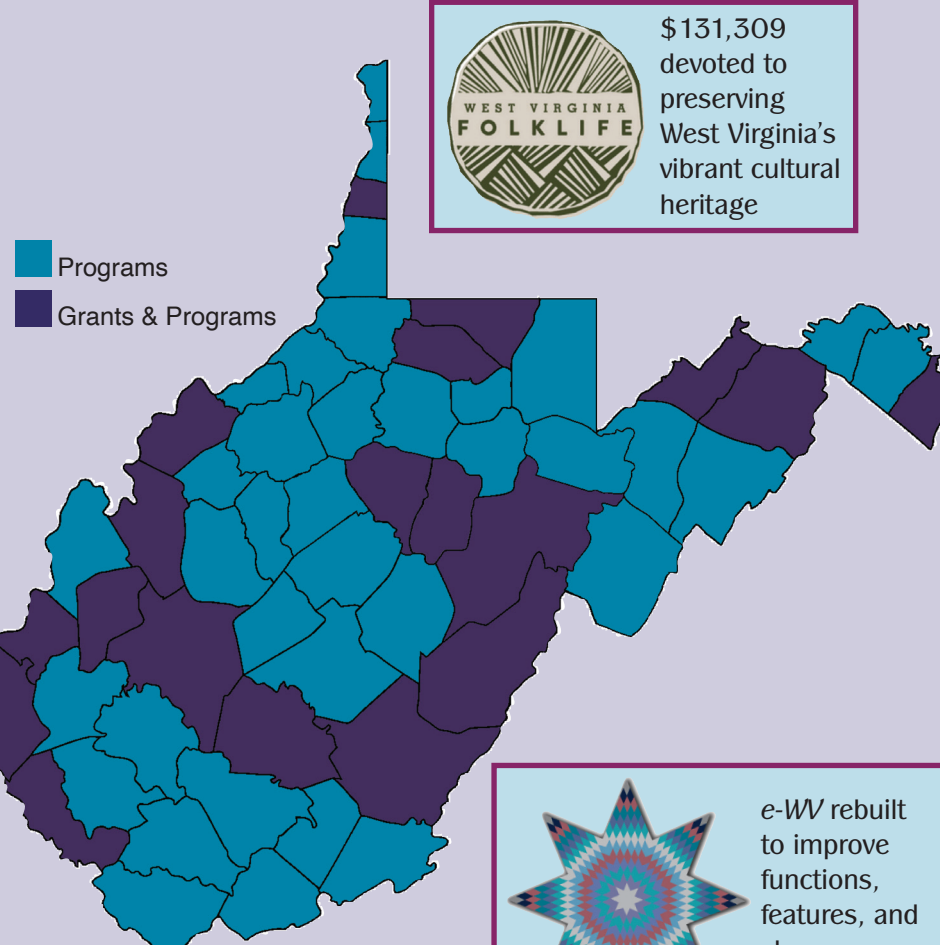 $131,309
devoted to
preserving
West Virginia's
vibrant cultural
heritage
WEST VIRGINIA
FOLKLIFE
Programs
Grants & Programs
e-WV rebuilt
to improve
functions,
features, and